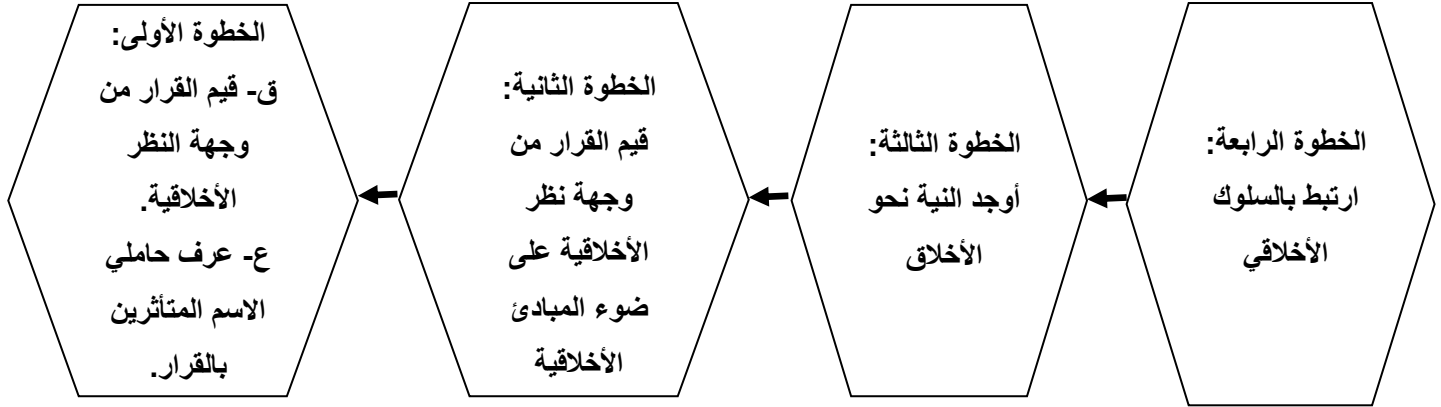 الخطوة الأولى:
ق- قيم القرار من
وجهة النظر
الأخلاقية.
ع- عرف حاملي
الاسم المتأثرين
بالقرار.
الخطوة الثانية:
قيم القرار من
وجهة نظر
الأخلاقية على
ضوء المبادئ
الأخلاقية
الخطوة الثالثة:
أوجد النية نحو
الأخلاق
الخطوة الرابعة:
ارتبط بالسلوك
الأخلاقي